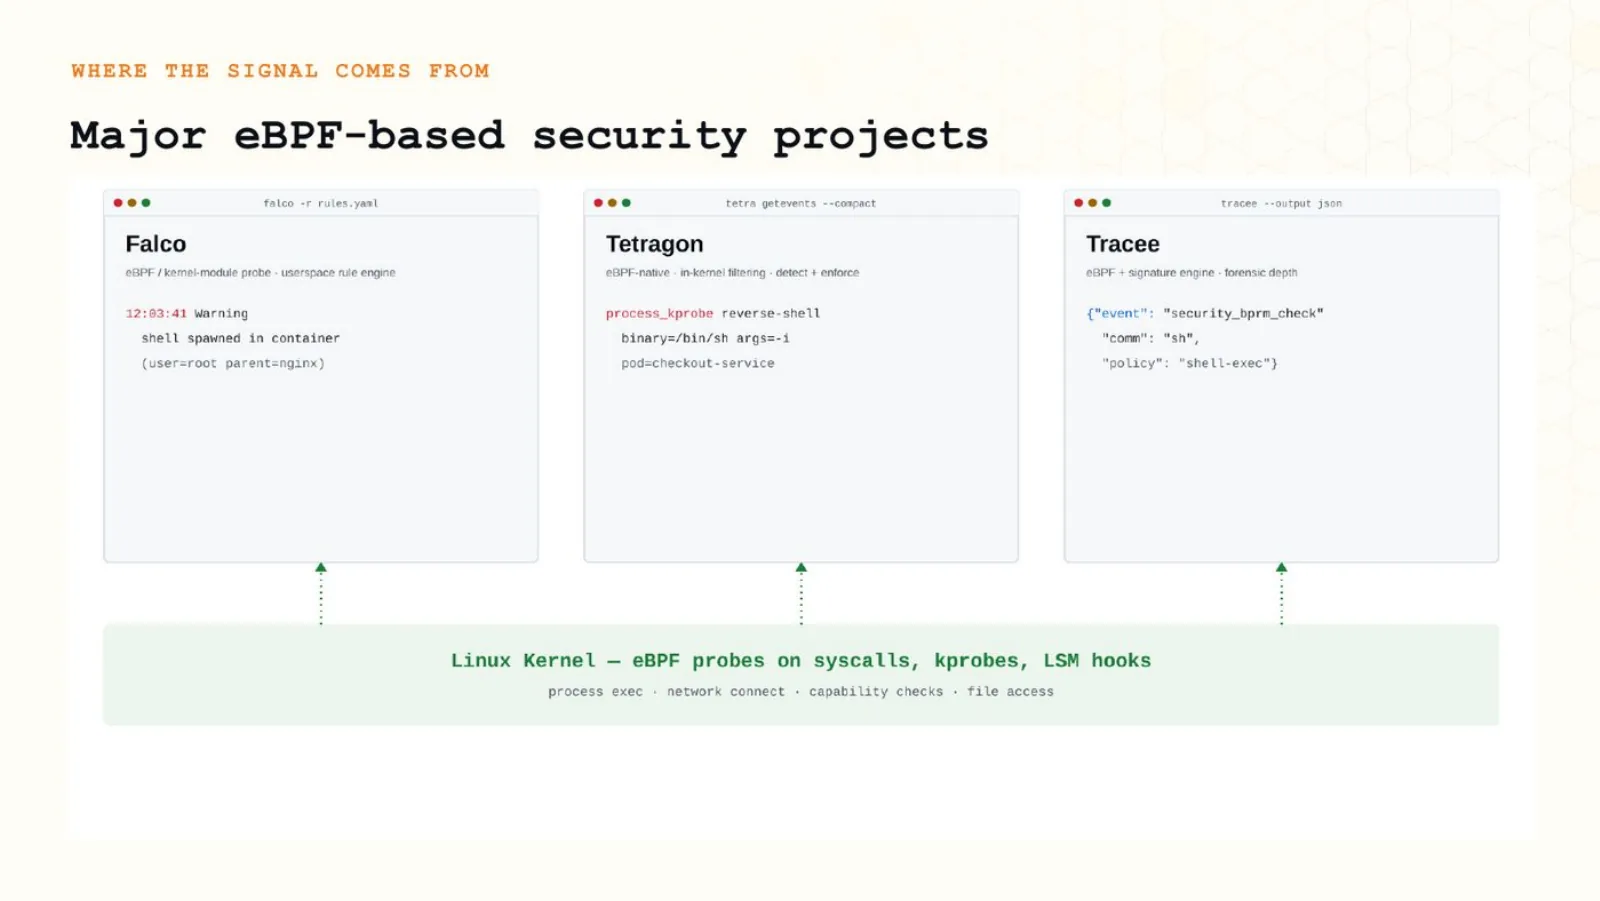 WHERE THE SIGNAL COMES FROM
Major eBPF-based security projects
falco -r rules.yaml
Falco
eBPF / kernel-module probe · userspace rule engine
12:03:41 Warning
shell spawned in container
(user=root parent=nginx)
tetra getevents --compact
Tetragon
eBPF-native · in-kernel filtering · detect + enforce
process_kprobe reverse-shell
binary=/bin/sh args=-i
pod=checkout-service
tracee --output json
Tracee
eBPF + signature engine · forensic depth
{"event": "security_bprm_check"
"comm": "sh",
"policy": "shell-exec"}
Linux Kernel — eBPF probes on syscalls, kprobes, LSM hooks
process exec · network connect · capability checks · file access